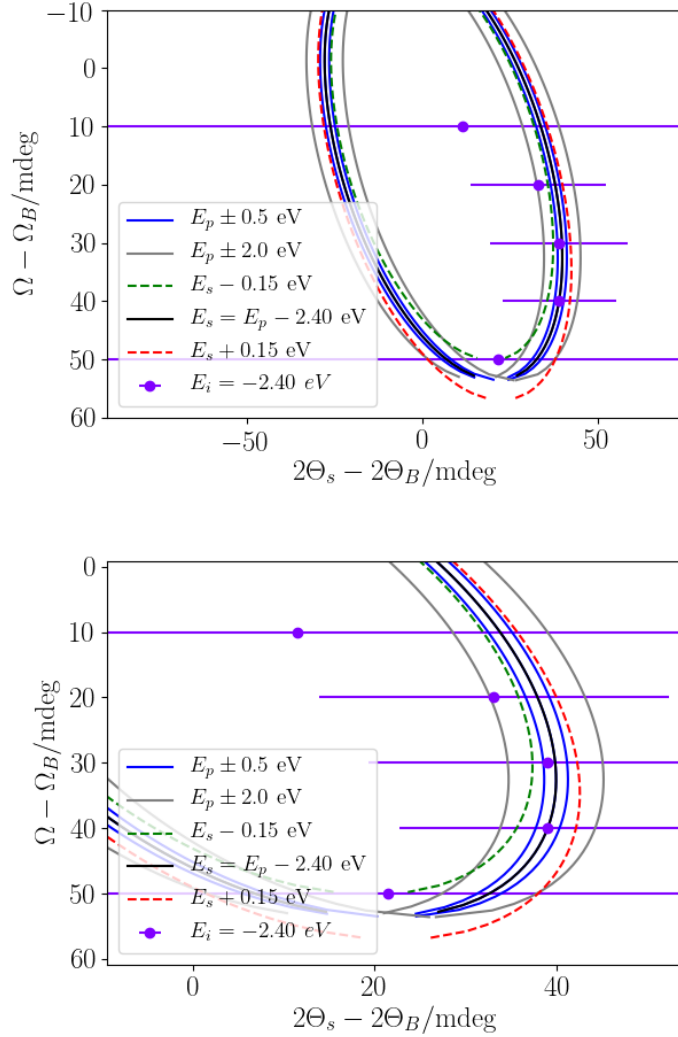 −10
0
10
20
30
40
50
60
Ω − Ω_B/mdeg
E_p ± 0.5 eV
E_p ± 2.0 eV
E_s − 0.15 eV
E_s = E_p − 2.40 eV
E_s + 0.15 eV
E_i = −2.40 eV
−50
0
50
2Θ_s − 2Θ_B/mdeg
0
10
20
30
40
50
60
Ω − Ω_B/mdeg
E_p ± 0.5 eV
E_p ± 2.0 eV
E_s − 0.15 eV
E_s = E_p − 2.40 eV
E_s + 0.15 eV
E_i = −2.40 eV
0
20
40
2Θ_s − 2Θ_B/mdeg